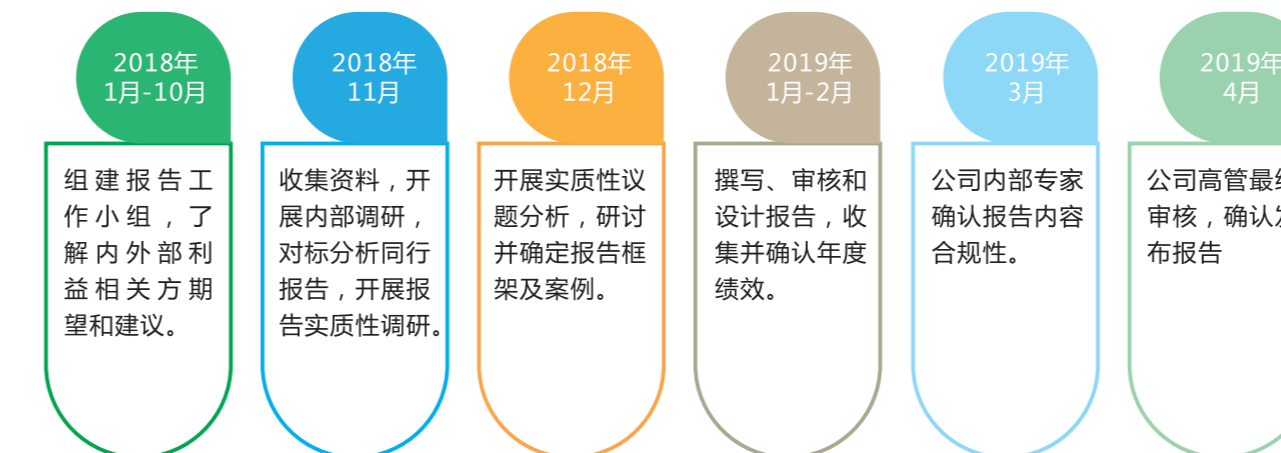 2018年
1月-10月
组建报告工
作小组，了
解内外部利
益相关方期
望和建议。
2018年
11月
收集资料，开
展内部调研，
对标分析同行
报告，开展报
告实质性调研。
2018年
12月
开展实质性议
题分析，研讨
并确定报告框
架及案例。
2019年
1月-2月
撰写、审核和
设计报告，收
集并确认年度
绩效。
2019年
3月
公司内部专家
确认报告内容
合规性。
2019年
4月
公司高管最
审核，确认
布报告